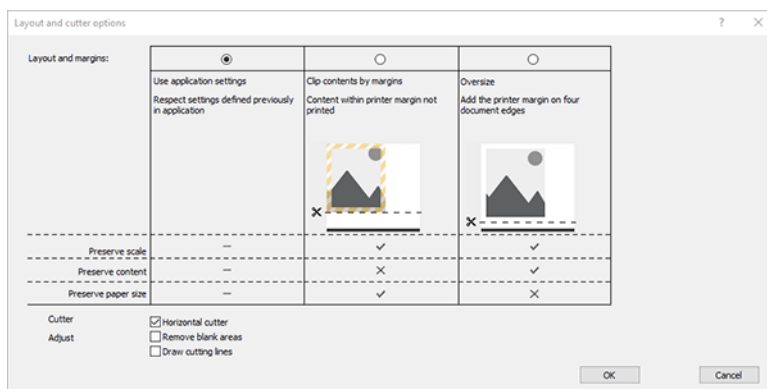 Layout and cutter options
Layout and margins:
Use application settings
Respect settings defined previously
in application
Clip contents by margins
Content within printer margin not
printed
Oversize
Add the printer margin on four
document edges
Preserve scale
Preserve content
Preserve paper size
Cutter
Horizontal cutter
Adjust
Remove blank areas
Draw cutting lines
OK
Cancel